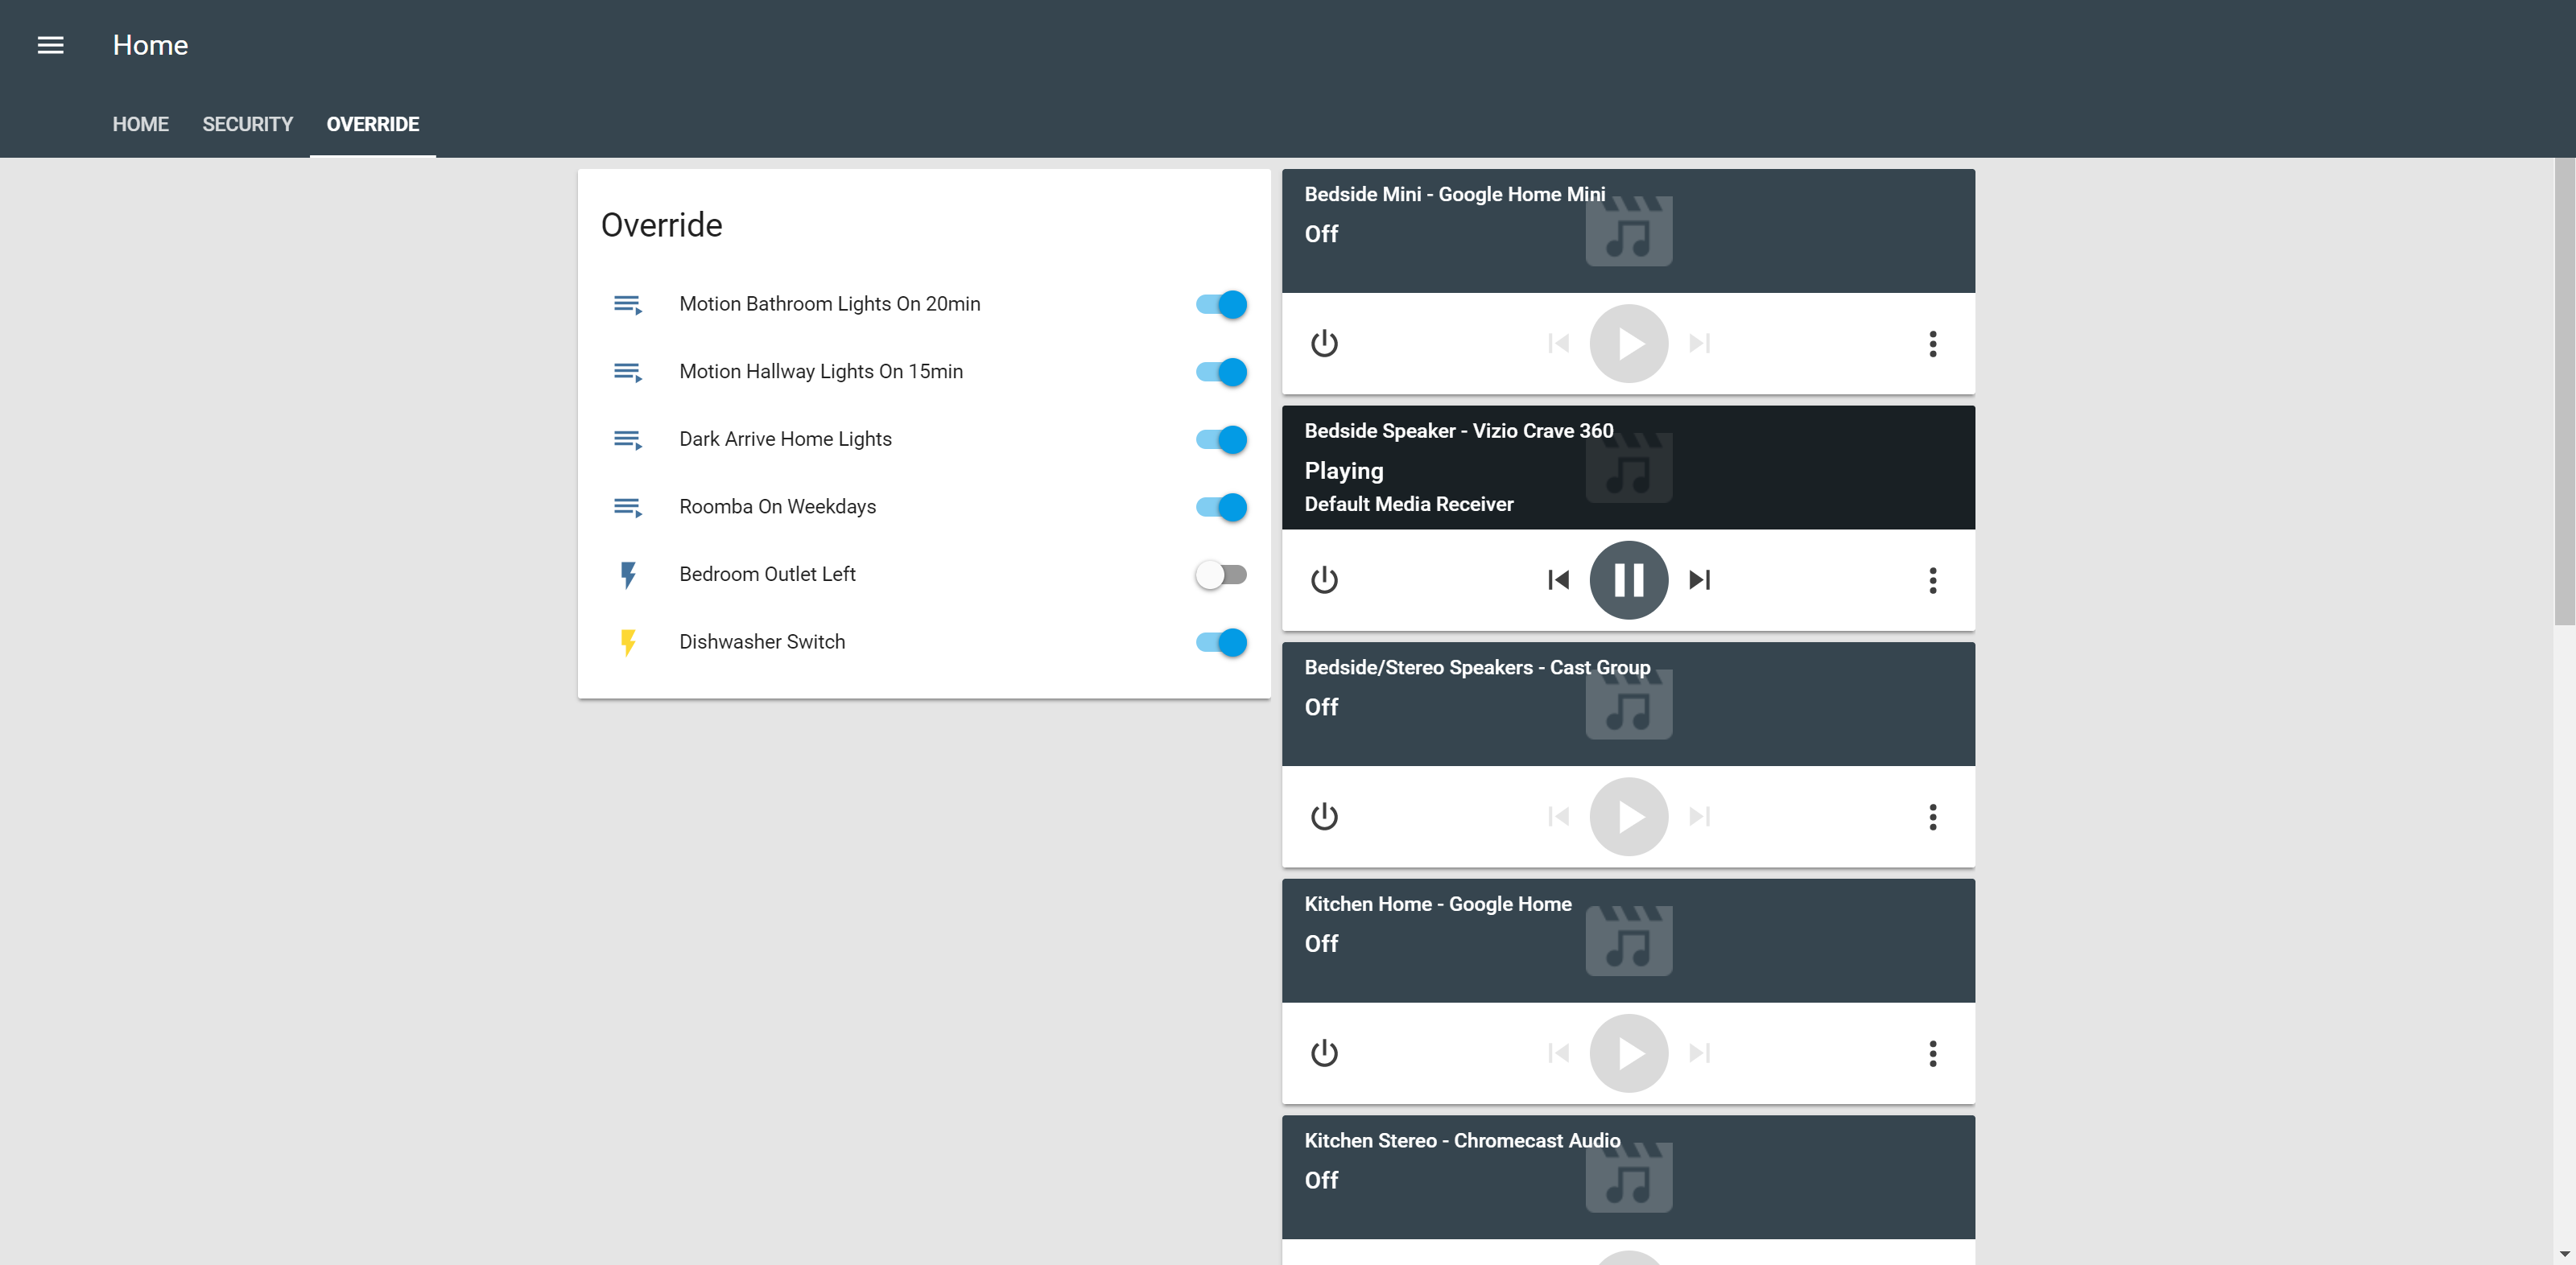 Home
HOME
SECURITY
OVERRIDE
Override
Motion Bathroom Lights On 20min
Motion Hallway Lights On 15min
Dark Arrive Home Lights
Roomba On Weekdays
Bedroom Outlet Left
Dishwasher Switch
Bedside Mini - Google Home Mini
Off
Bedside Speaker - Vizio Crave 360
Playing
Default Media Receiver
Bedside/Stereo Speakers - Cast Group
Off
Kitchen Home - Google Home
Off
Kitchen Stereo - Chromecast Audio
Off